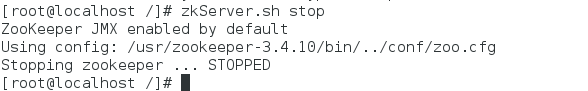 [root@localhost /]# zkServer.sh stop
ZooKeeper JMX enabled by default
Using config: /usr/zookeeper-3.4.10/bin/../conf/zoo.cfg
Stopping zookeeper ... STOPPED
[root@localhost /]#